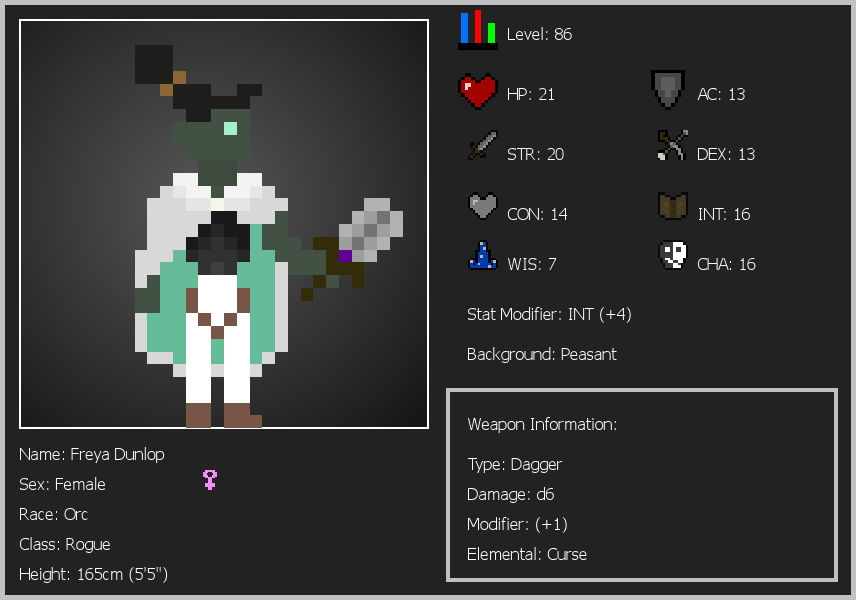 Level: 86
HP: 21
AC: 13
STR: 20
DEX: 13
CON: 14
INT: 16
WIS: 7
CHA: 16
Stat Modifier: INT (+4)
Background: Peasant
Weapon Information:
Type: Dagger
Damage: d6
Modifier: (+1)
Elemental: Curse
Name: Freya Dunlop
Sex: Female
Race: Orc
Class: Rogue
Height: 165cm (5'5")